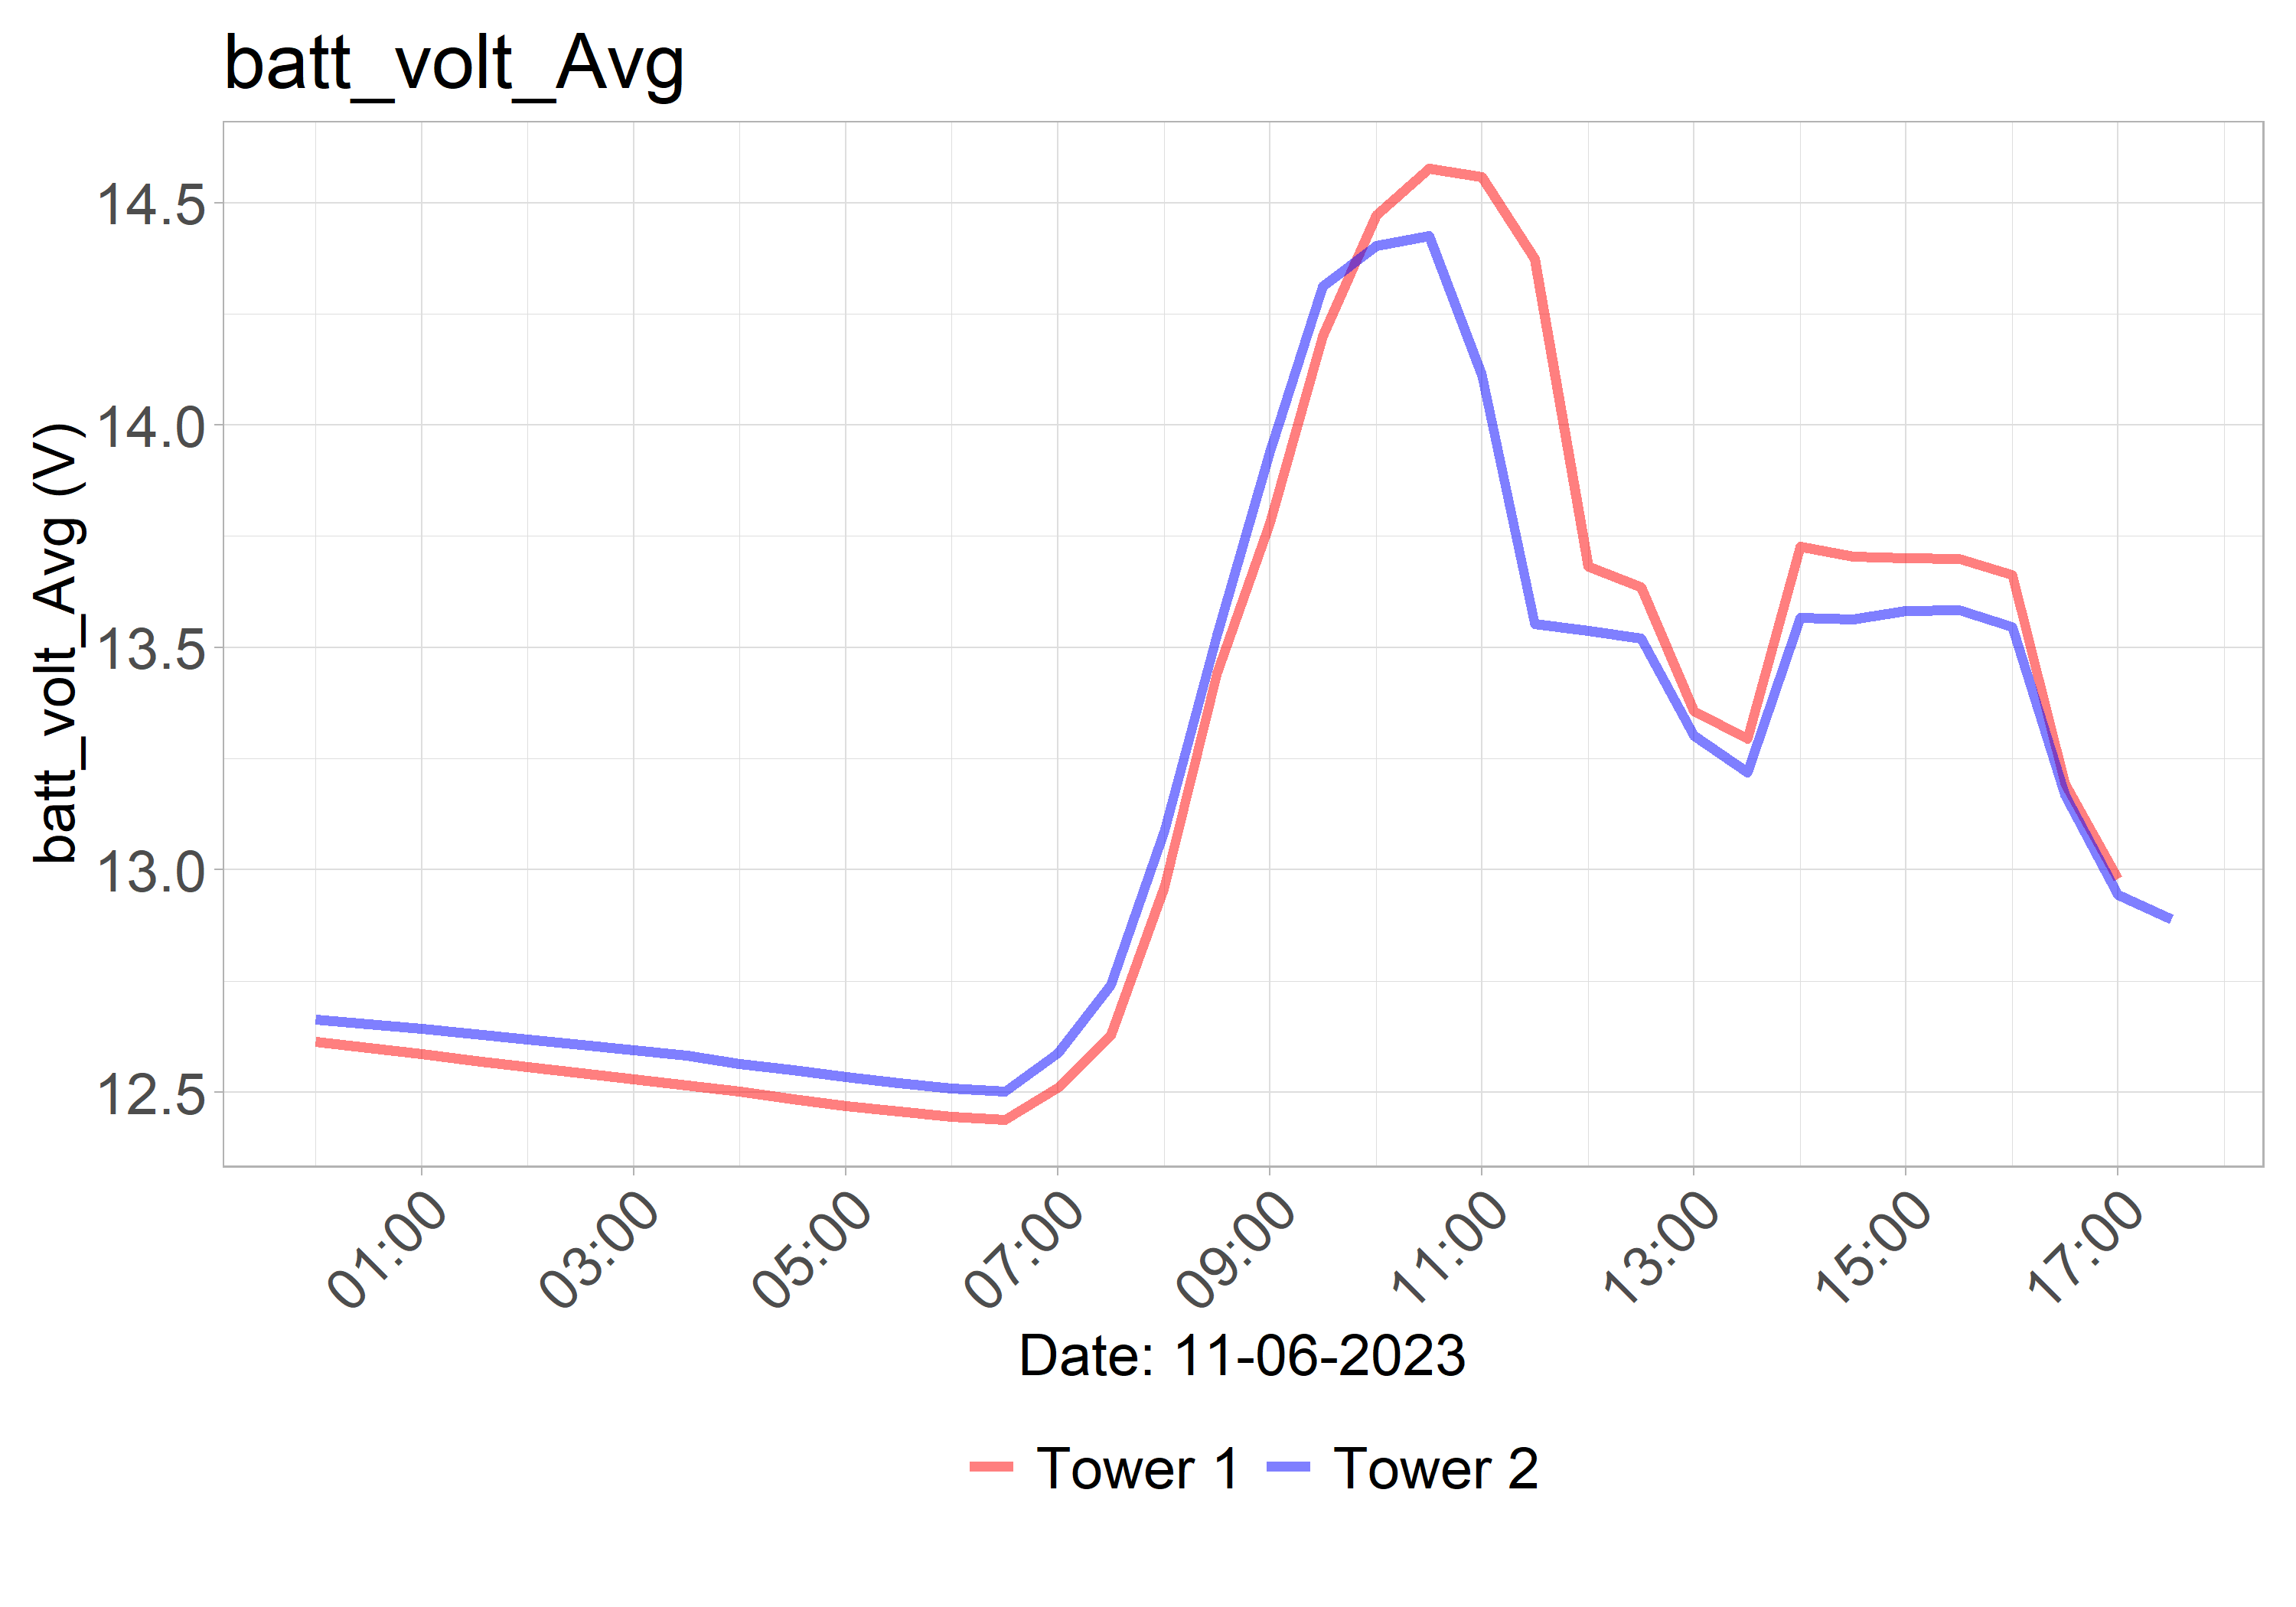 batt_volt_Avg
batt_volt_Avg (V)
14.5
14.0
13.5
13.0
12.5
01:00 03:00 05:00 07:00 09:00 11:00 13:00 15:00 17:00
Date: 11-06-2023
Tower 1 Tower 2